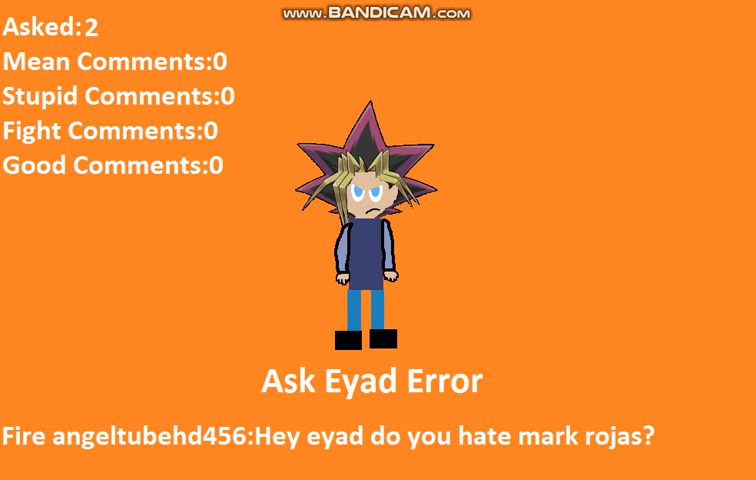 www.BANDICAM.com
Asked:2
Mean Comments:0
Stupid Comments:0
Fight Comments:0
Good Comments:0
Ask Eyad Error
Fire angeltubehd456:Hey eyad do you hate mark rojas?